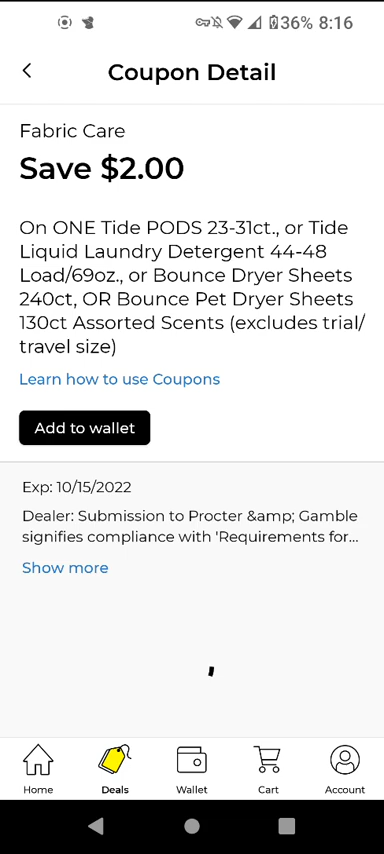 36% 8:16
Coupon Detail
Fabric Care
Save $2.00
On ONE Tide PODS 23-31ct., or Tide
Liquid Laundry Detergent 44-48
Load/69oz., or Bounce Dryer Sheets
240ct, OR Bounce Pet Dryer Sheets
130ct Assorted Scents (excludes trial/
travel size)
Learn how to use Coupons
Add to wallet
Exp: 10/15/2022
Dealer: Submission to Procter &amp; Gamble
signifies compliance with 'Requirements for...
Show more
Home Deals Wallet Cart Account